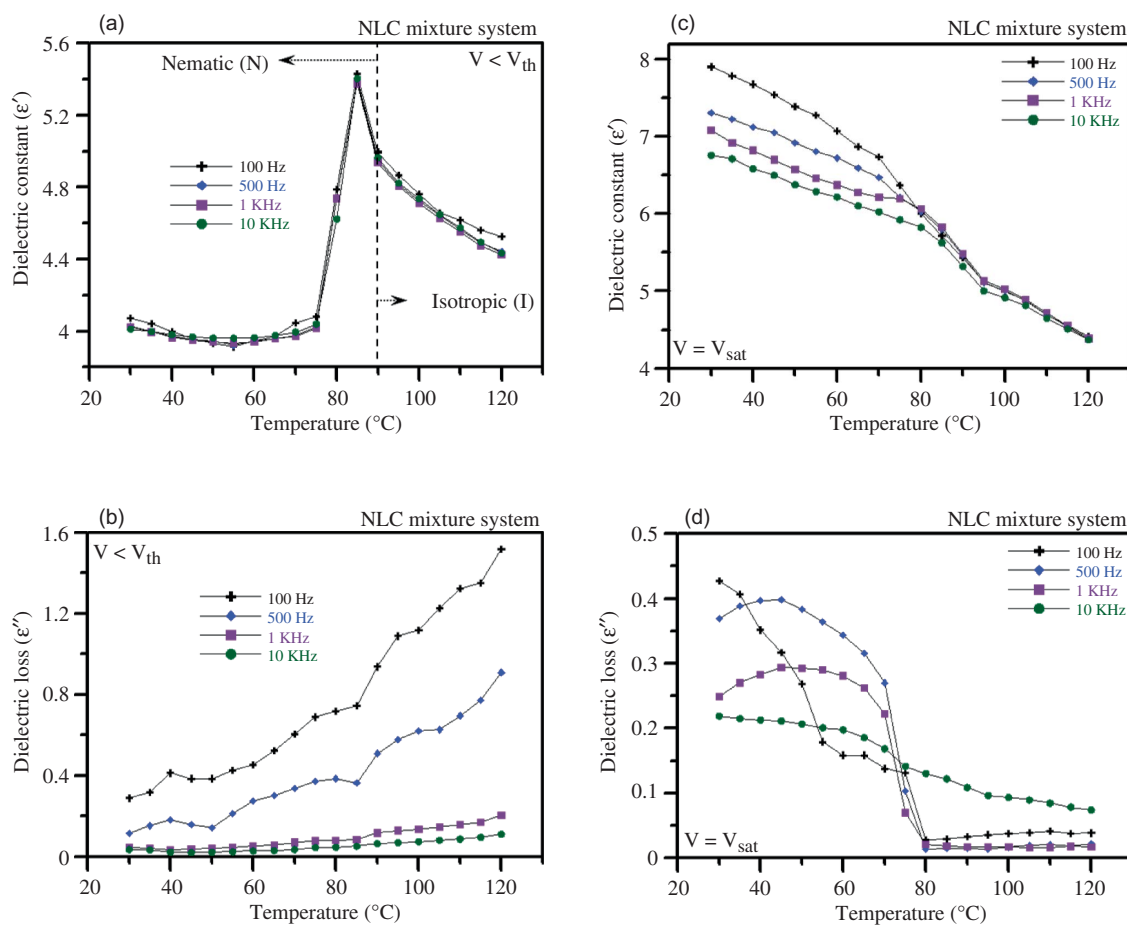 (a)
NLC mixture system
5.6
5.2
4.8
4.4
4
Dielectric constant (ε′)
Nematic (N)
V < Vth
100 Hz
500 Hz
1 KHz
10 KHz
Isotropic (I)
20 40 60 80 100 120
Temperature (°C)
(c)
NLC mixture system
8
7
6
5
4
Dielectric constant (ε′)
100 Hz
500 Hz
1 KHz
10 KHz
V = Vsat
20 40 60 80 100 120
Temperature (°C)
(b)
NLC mixture system
1.6
1.2
0.8
0.4
0
Dielectric loss (ε″)
V < Vth
100 Hz
500 Hz
1 KHz
10 KHz
20 40 60 80 100 120
Temperature (°C)
(d)
NLC mixture system
0.5
0.4
0.3
0.2
0.1
0
Dielectric loss (ε″)
100 Hz
500 Hz
1 KHz
10 KHz
V = Vsat
20 40 60 80 100 120
Temperature (°C)